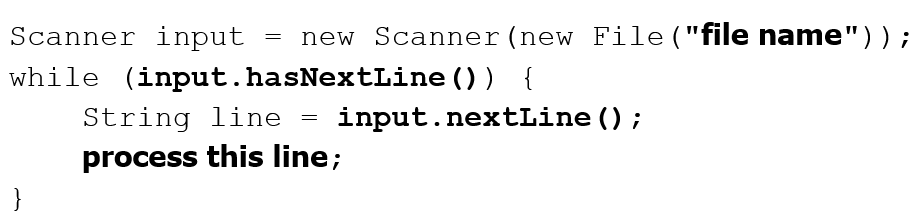 Scanner input = new Scanner(new File("file name"));
while (input.hasNextLine()) {
    String line = input.nextLine();
    process this line;
}